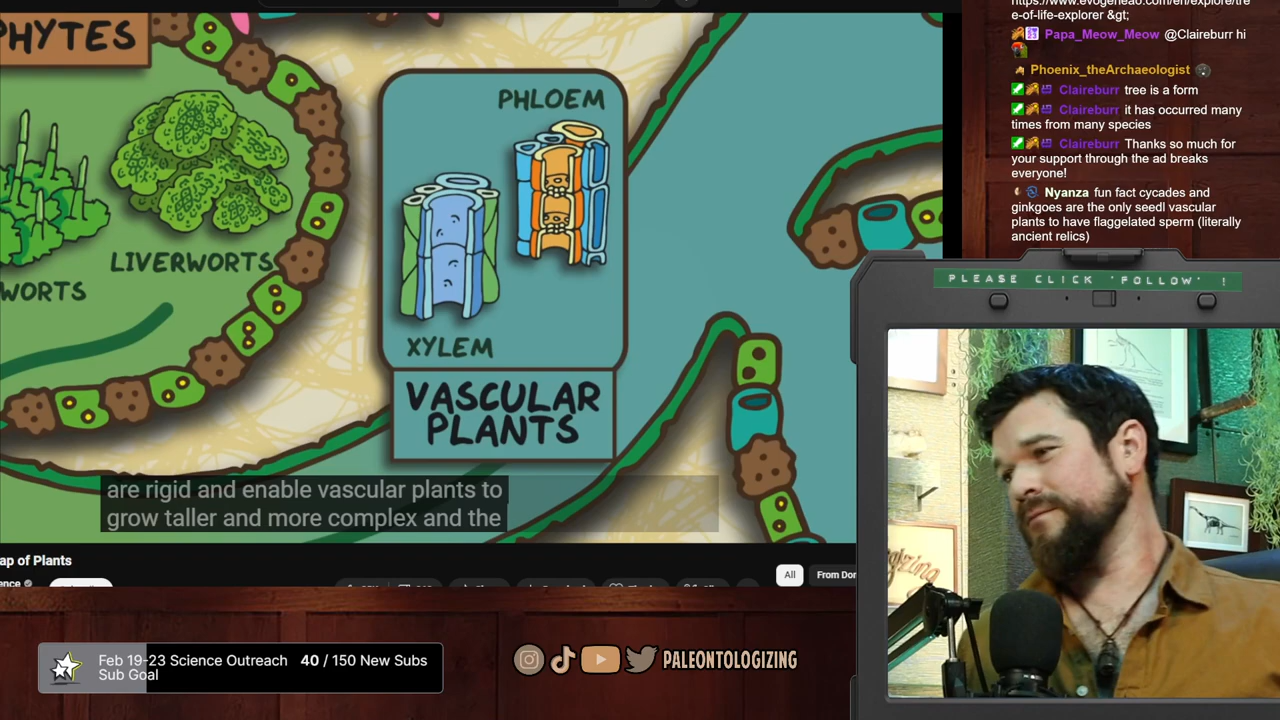 PHYTES
PHLOEM
LIVERWORTS
WORTS
XYLEM
VASCULAR
PLANTS
are rigid and enable vascular plants to
grow taller and more complex and the
ap of Plants
ence
All
From Dor
https://www.evogeneao.com/en/explore/tre
e-of-life-explorer &gt;
Papa_Meow_Meow @Claireburr hi
Phoenix_theArchaeologist
Claireburr tree is a form
Claireburr it has occurred many
times from many species
Claireburr Thanks so much for
your support through the ad breaks
everyone!
Nyanza fun fact cycades and
ginkgoes are the only seedl vascular
plants to have flaggelated sperm (literally
ancient relics)
PLEASE CLICK 'FOLLOW' !
Feb 19-23 Science Outreach 40 / 150 New Subs
Sub Goal
PALEONTOLOGIZING